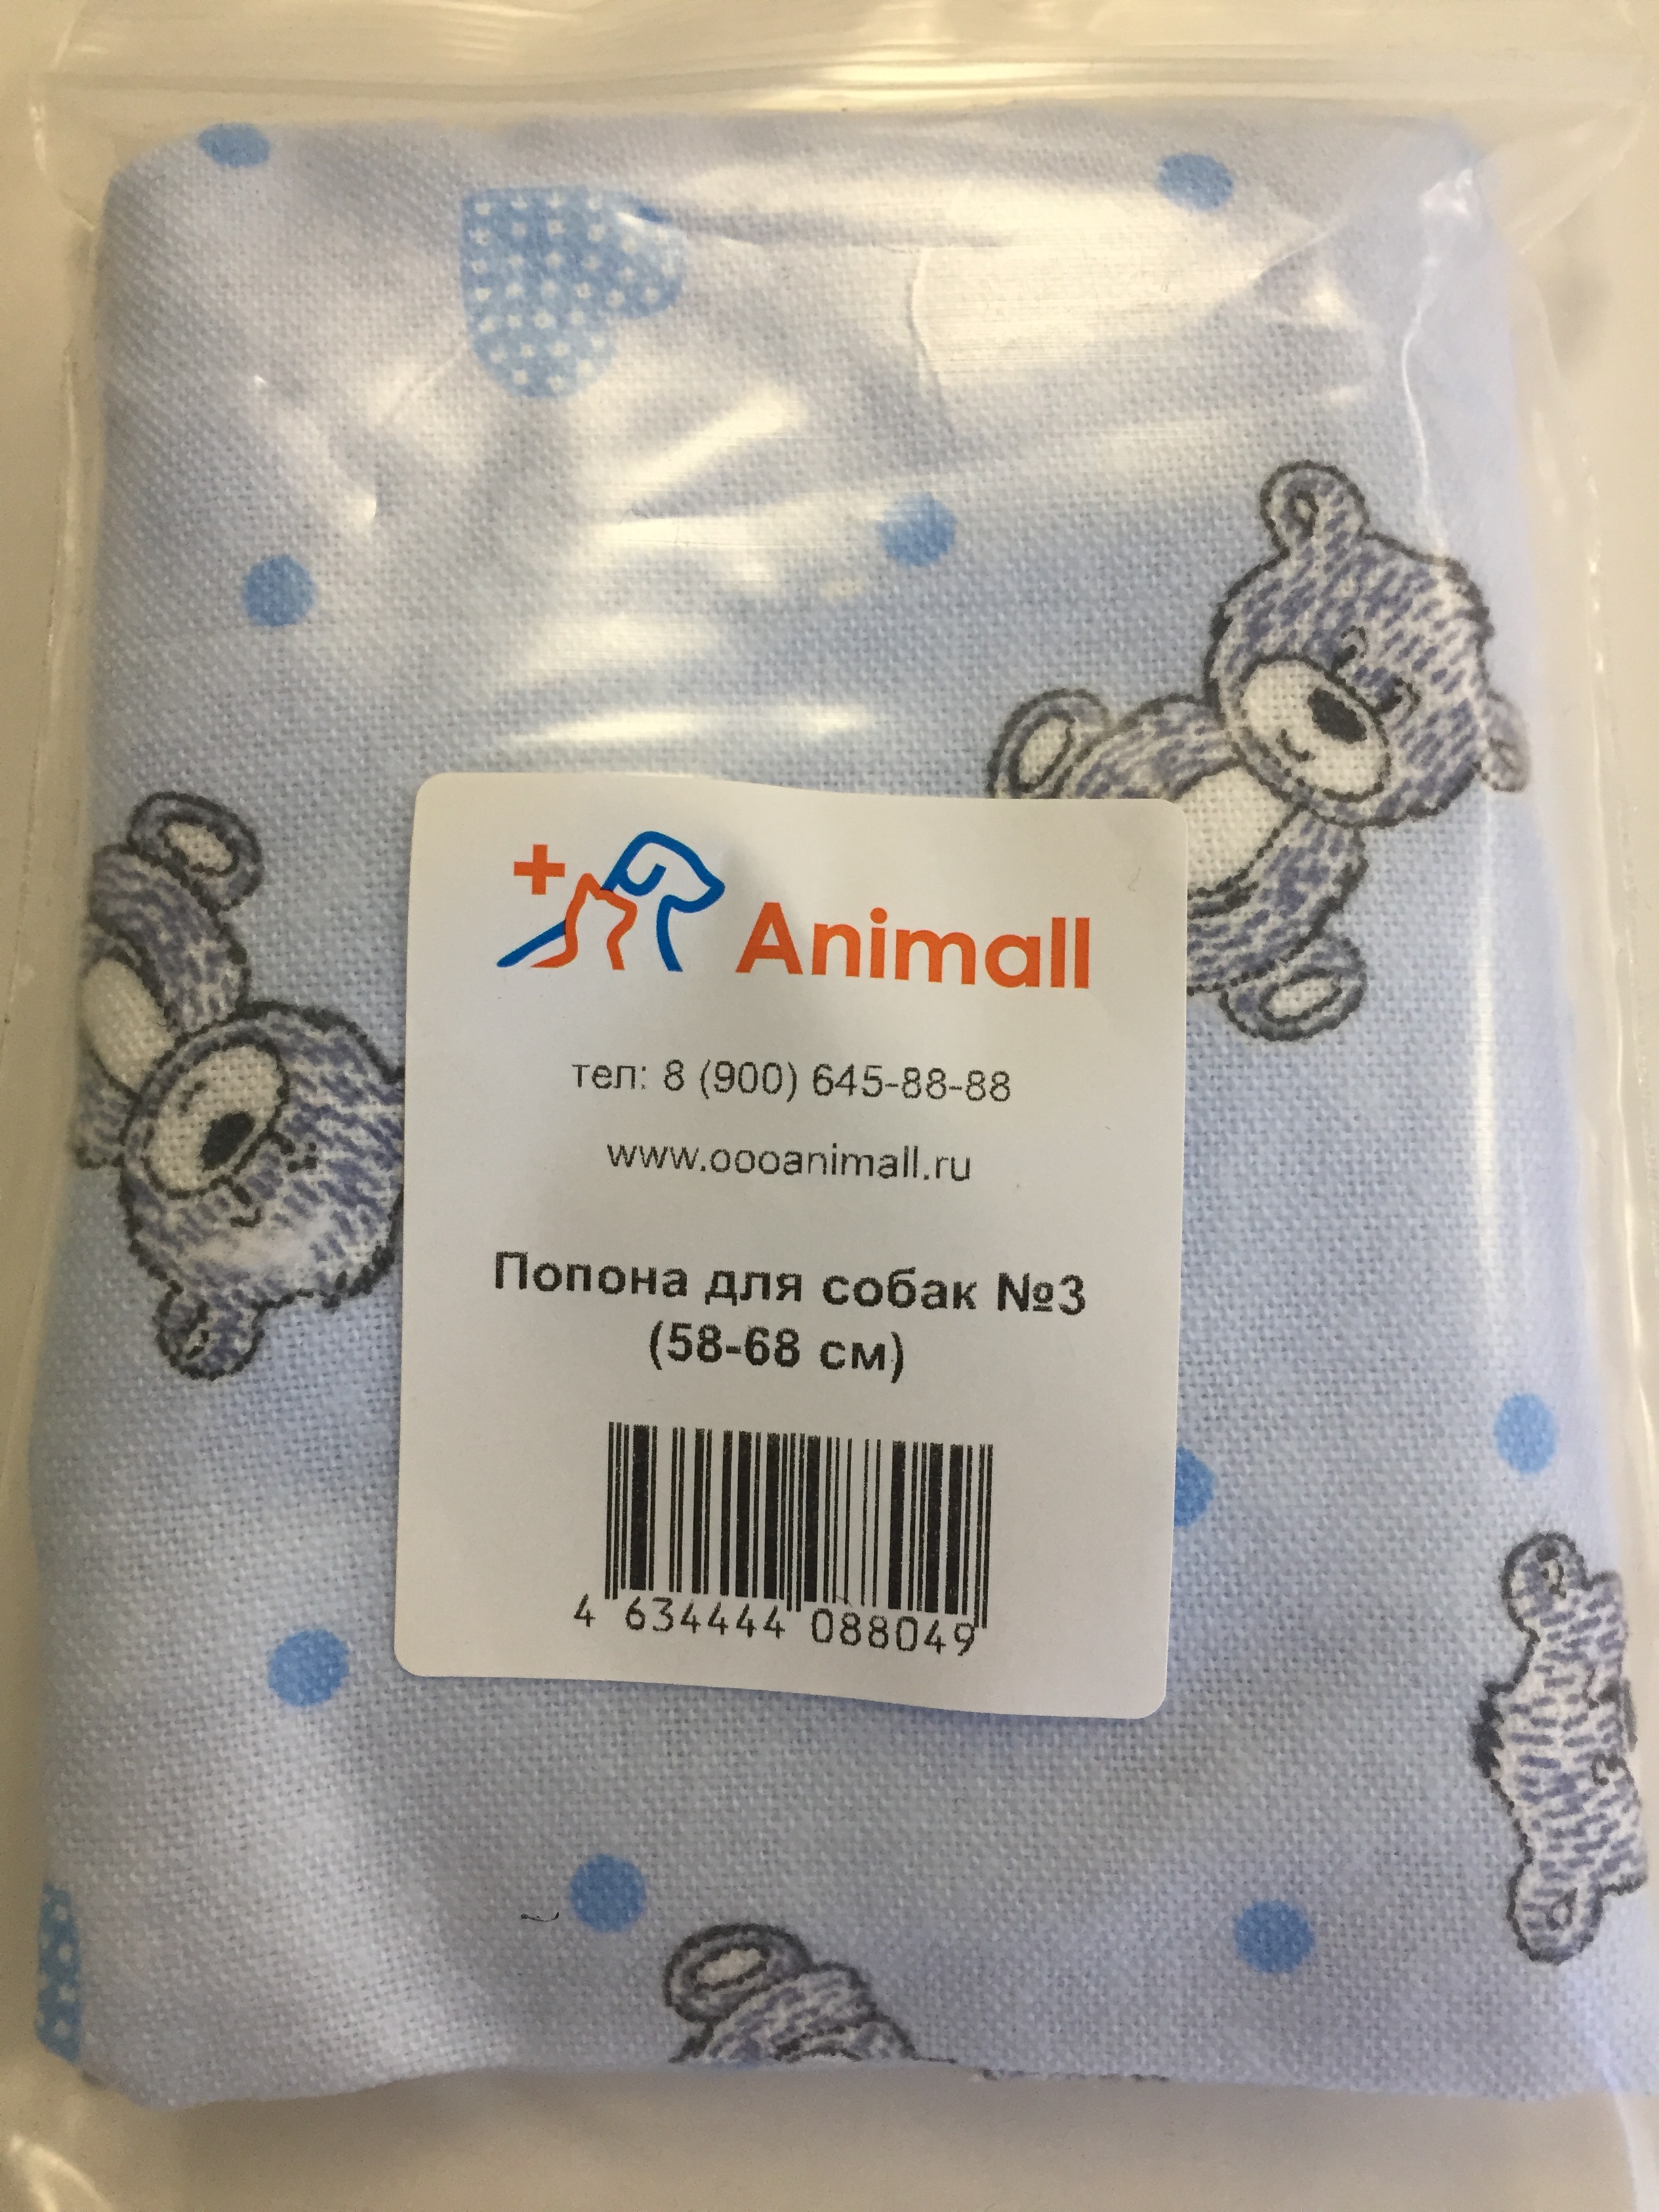 Animall
тел: 8 (900) 645-88-88
www.oooanimall.ru
Попона для собак №3
(58-68 см)
4 634444 088049